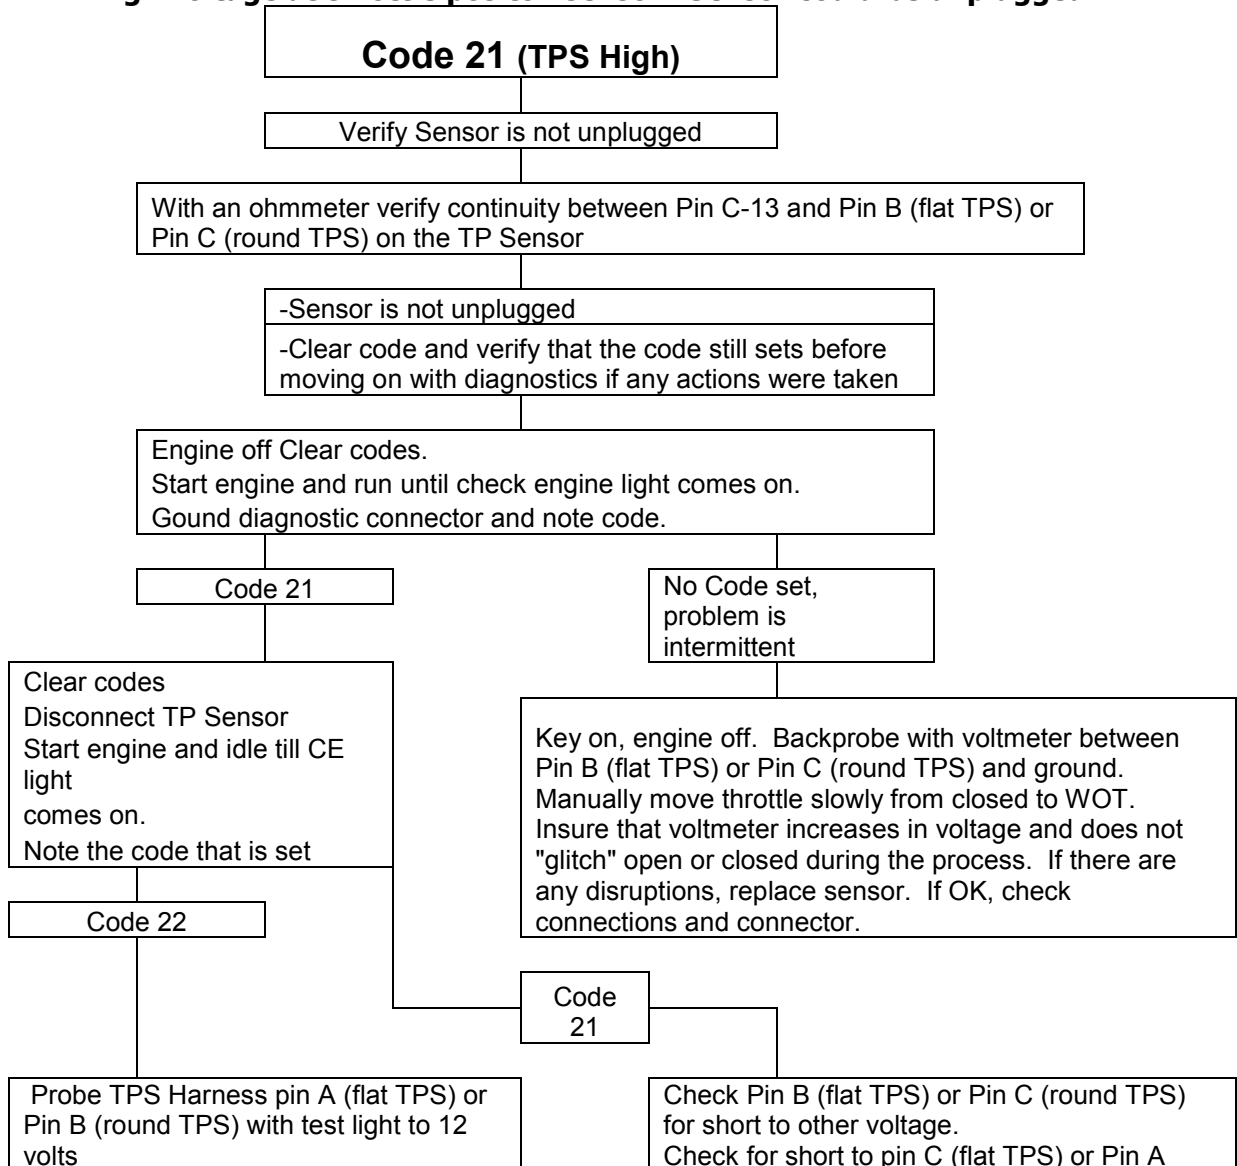 Code 21 (TPS High)
Verify Sensor is not unplugged
With an ohmmeter verify continuity between Pin C-13 and Pin B (flat TPS) or
Pin C (round TPS) on the TP Sensor
-Sensor is not unplugged
-Clear code and verify that the code still sets before
moving on with diagnostics if any actions were taken
Engine off Clear codes.
Start engine and run until check engine light comes on.
Gound diagnostic connector and note code.
Code 21
No Code set,
problem is
intermittent
Clear codes
Disconnect TP Sensor
Start engine and idle till CE
light
comes on.
Note the code that is set
Key on, engine off. Backprobe with voltmeter between
Pin B (flat TPS) or Pin C (round TPS) and ground.
Manually move throttle slowly from closed to WOT.
Insure that voltmeter increases in voltage and does not
"glitch" open or closed during the process. If there are
any disruptions, replace sensor. If OK, check
connections and connector.
Code 22
Code
21
Probe TPS Harness pin A (flat TPS) or
Pin B (round TPS) with test light to 12
volts
Check Pin B (flat TPS) or Pin C (round TPS)
for short to other voltage.
Check for short to pin C (flat TPS) or Pin A